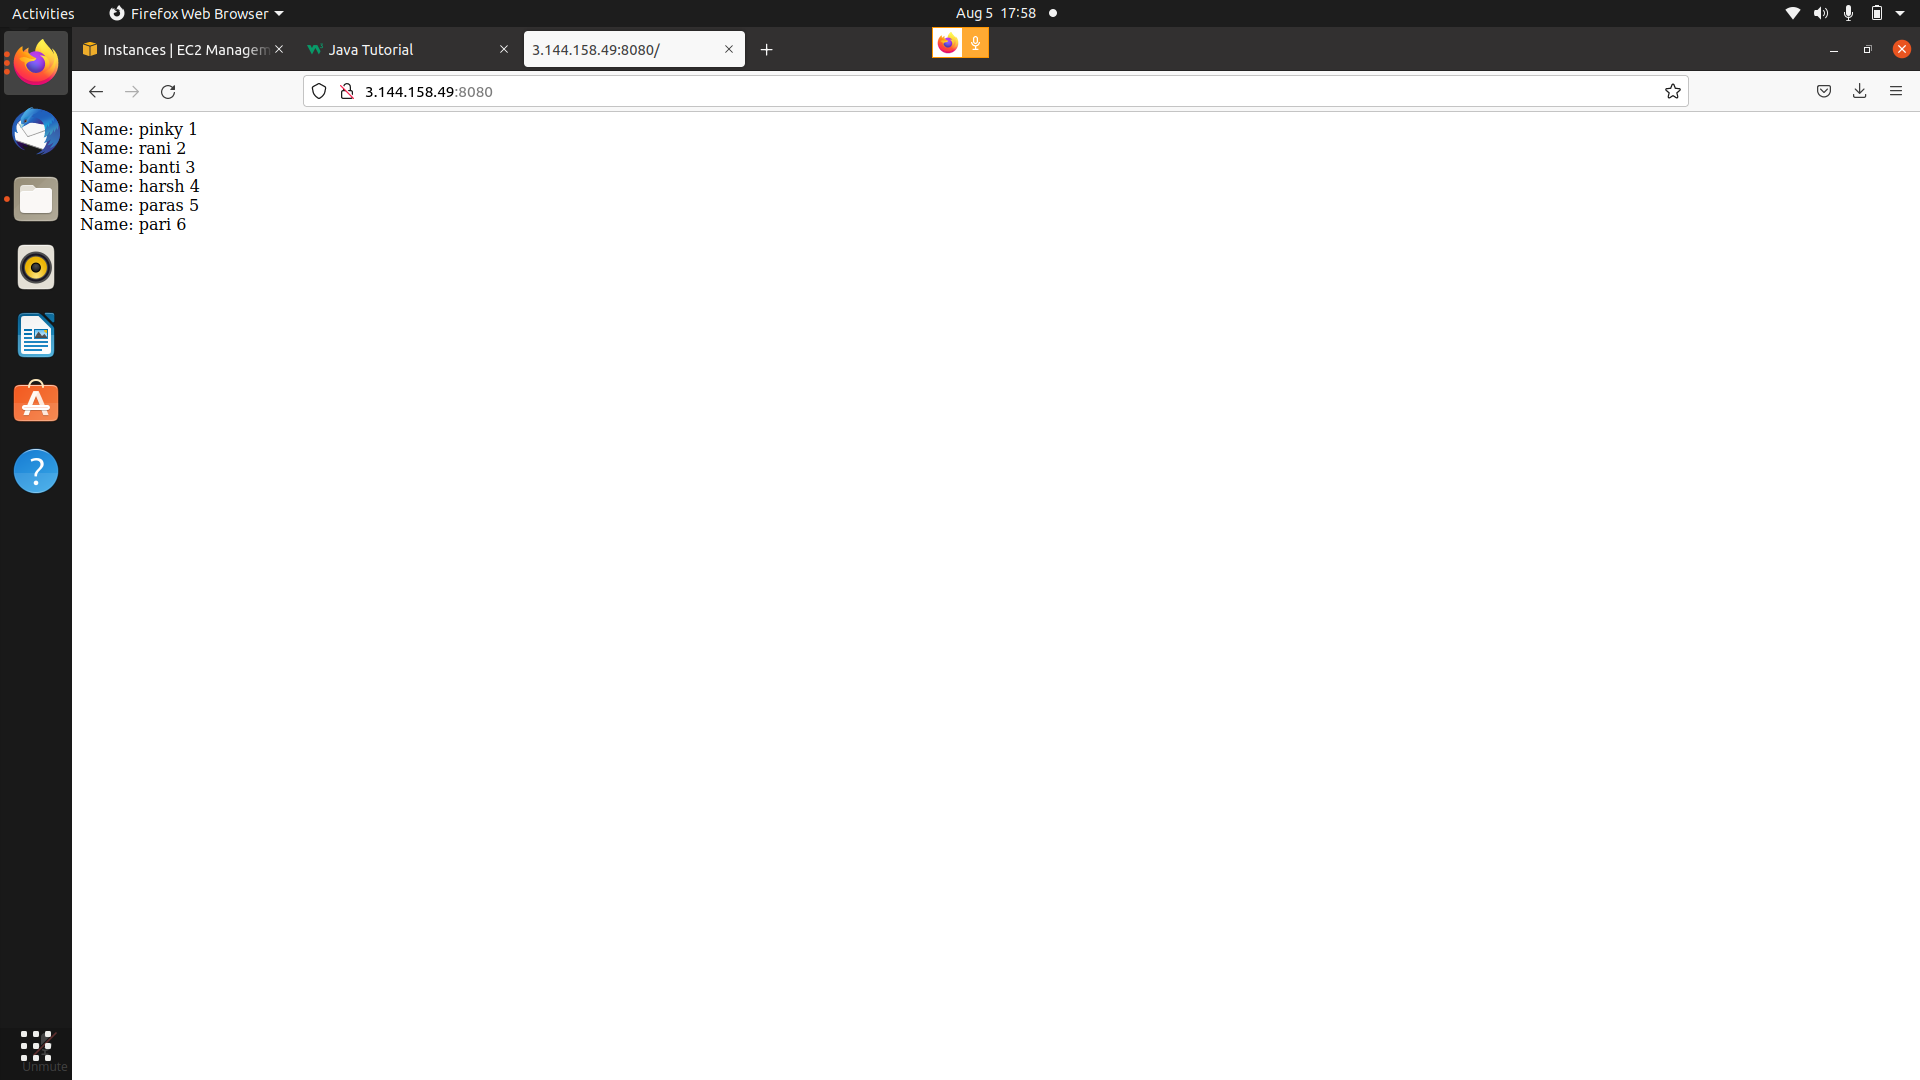 Activities
Firefox Web Browser
Aug 5 17:58
Instances | EC2 Managem
Java Tutorial
3.144.158.49:8080/
3.144.158.49:8080
Name: pinky 1
Name: rani 2
Name: banti 3
Name: harsh 4
Name: paras 5
Name: pari 6
Unmute